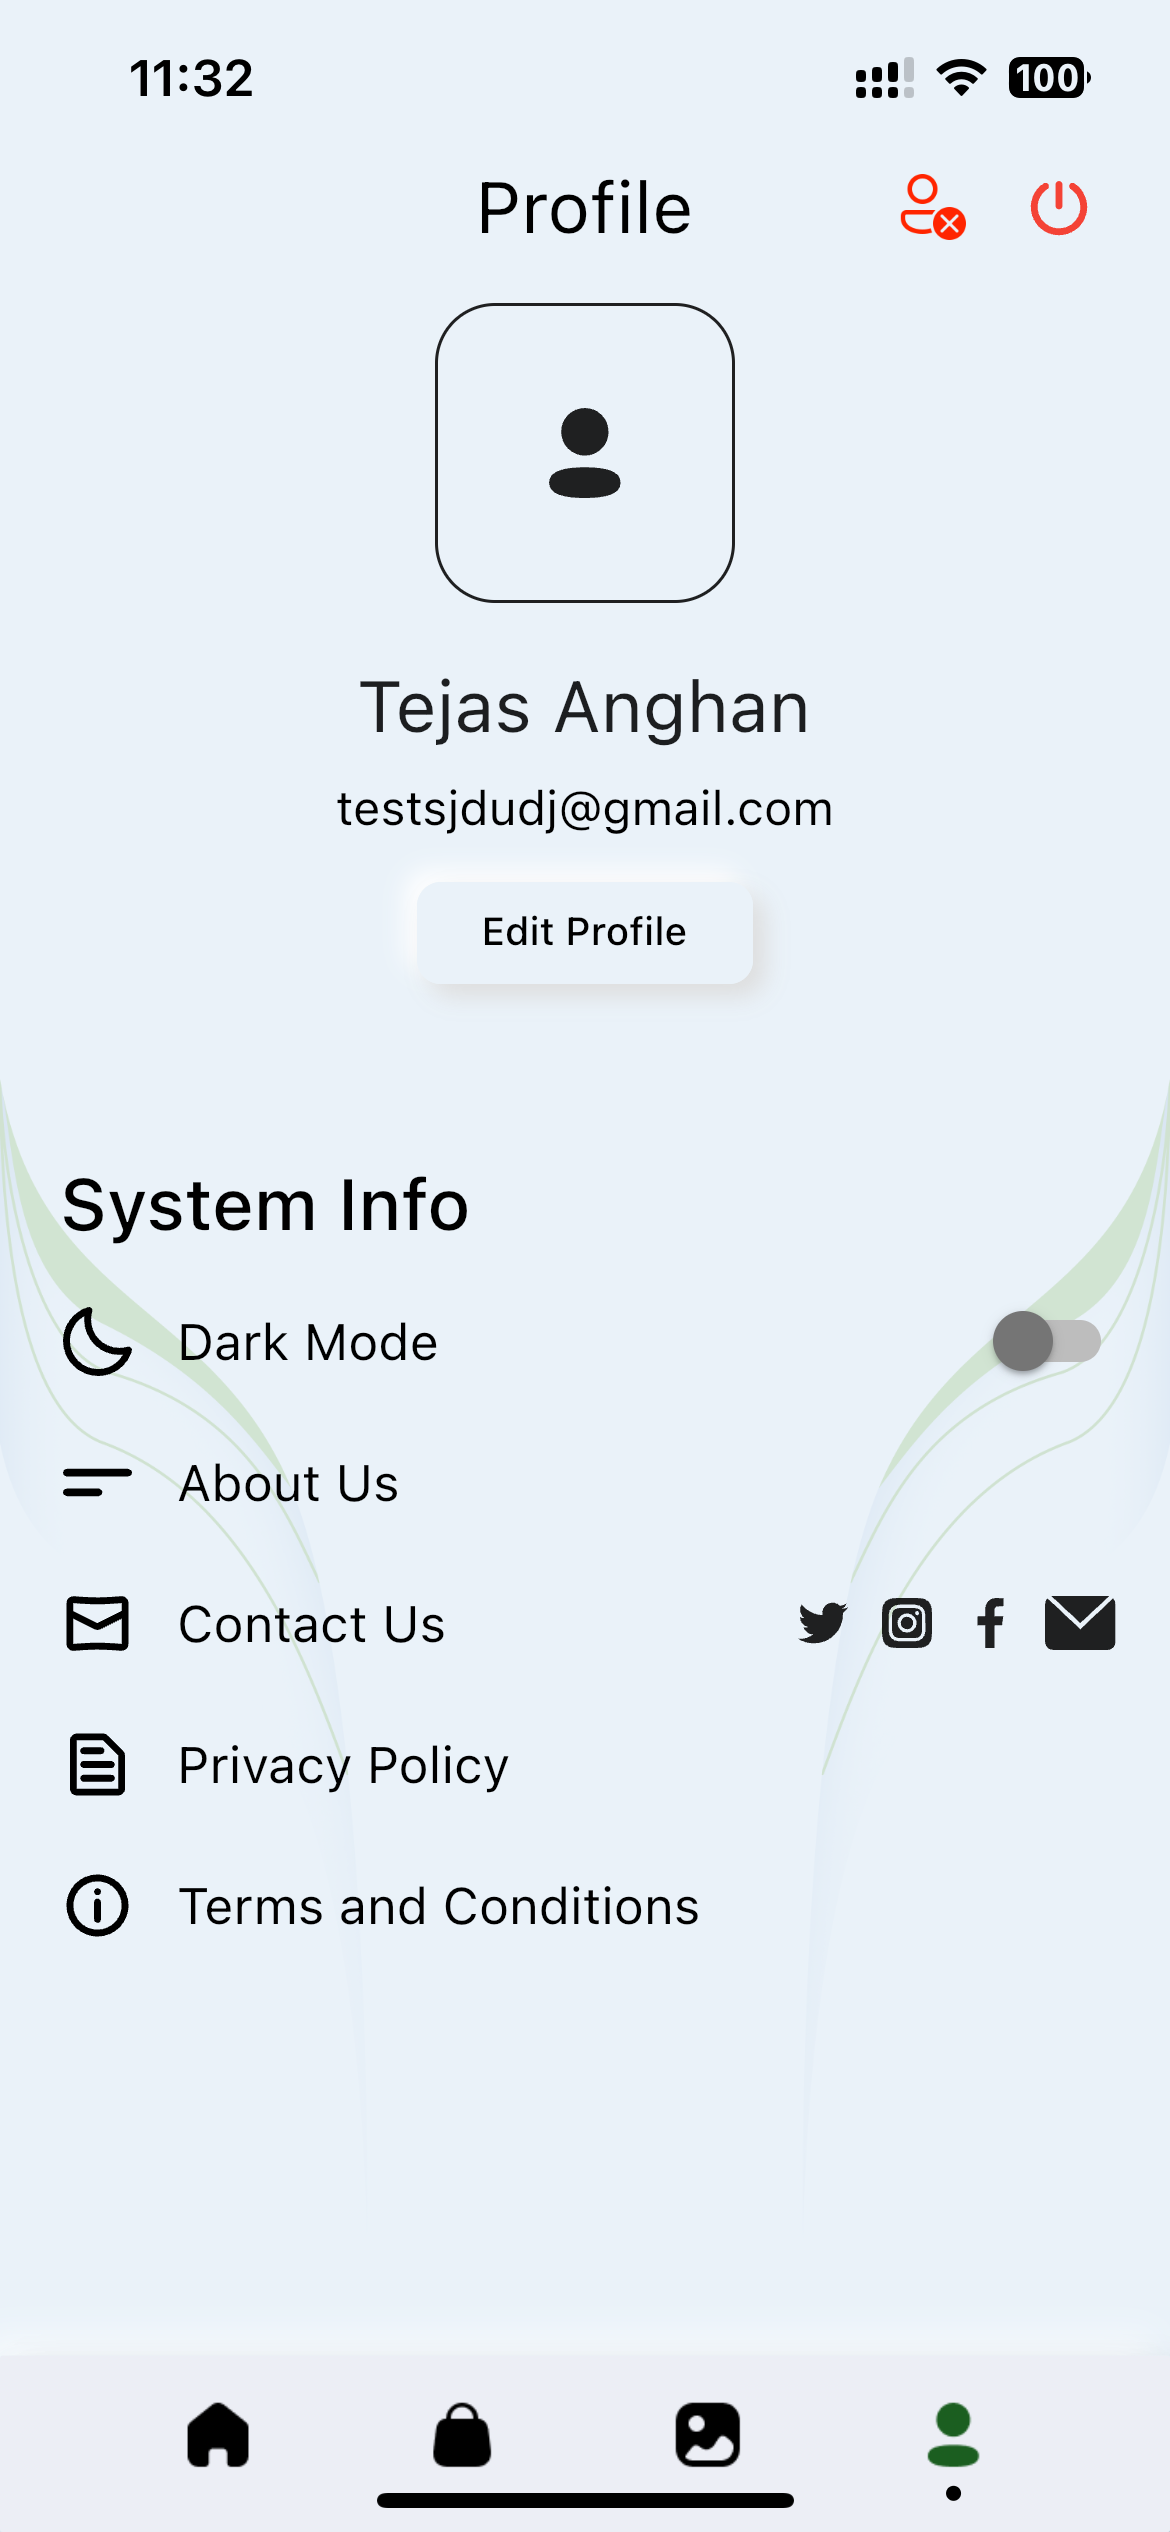 11:32
100
Profile
Tejas Anghan
testsjdudj@gmail.com
Edit Profile
System Info
Dark Mode
About Us
Contact Us
Privacy Policy
Terms and Conditions